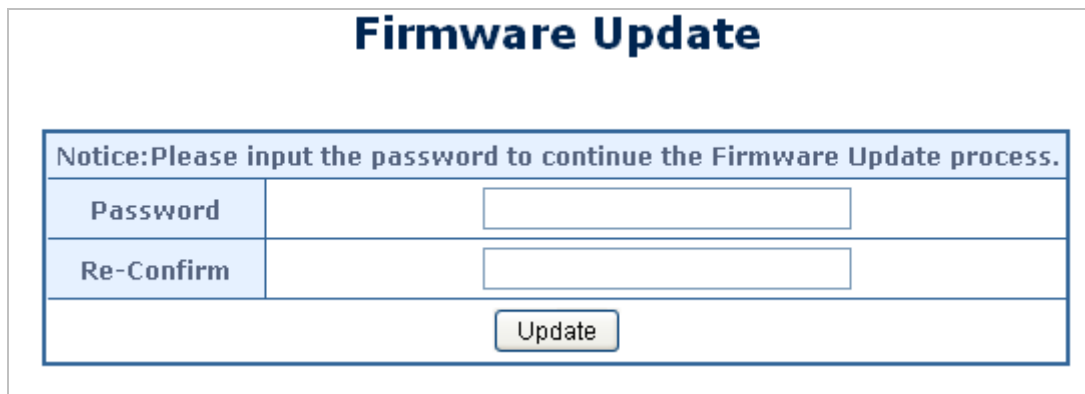 Firmware Update
Notice:Please input the password to continue the Firmware Update process.
Password
Re-Confirm
Update